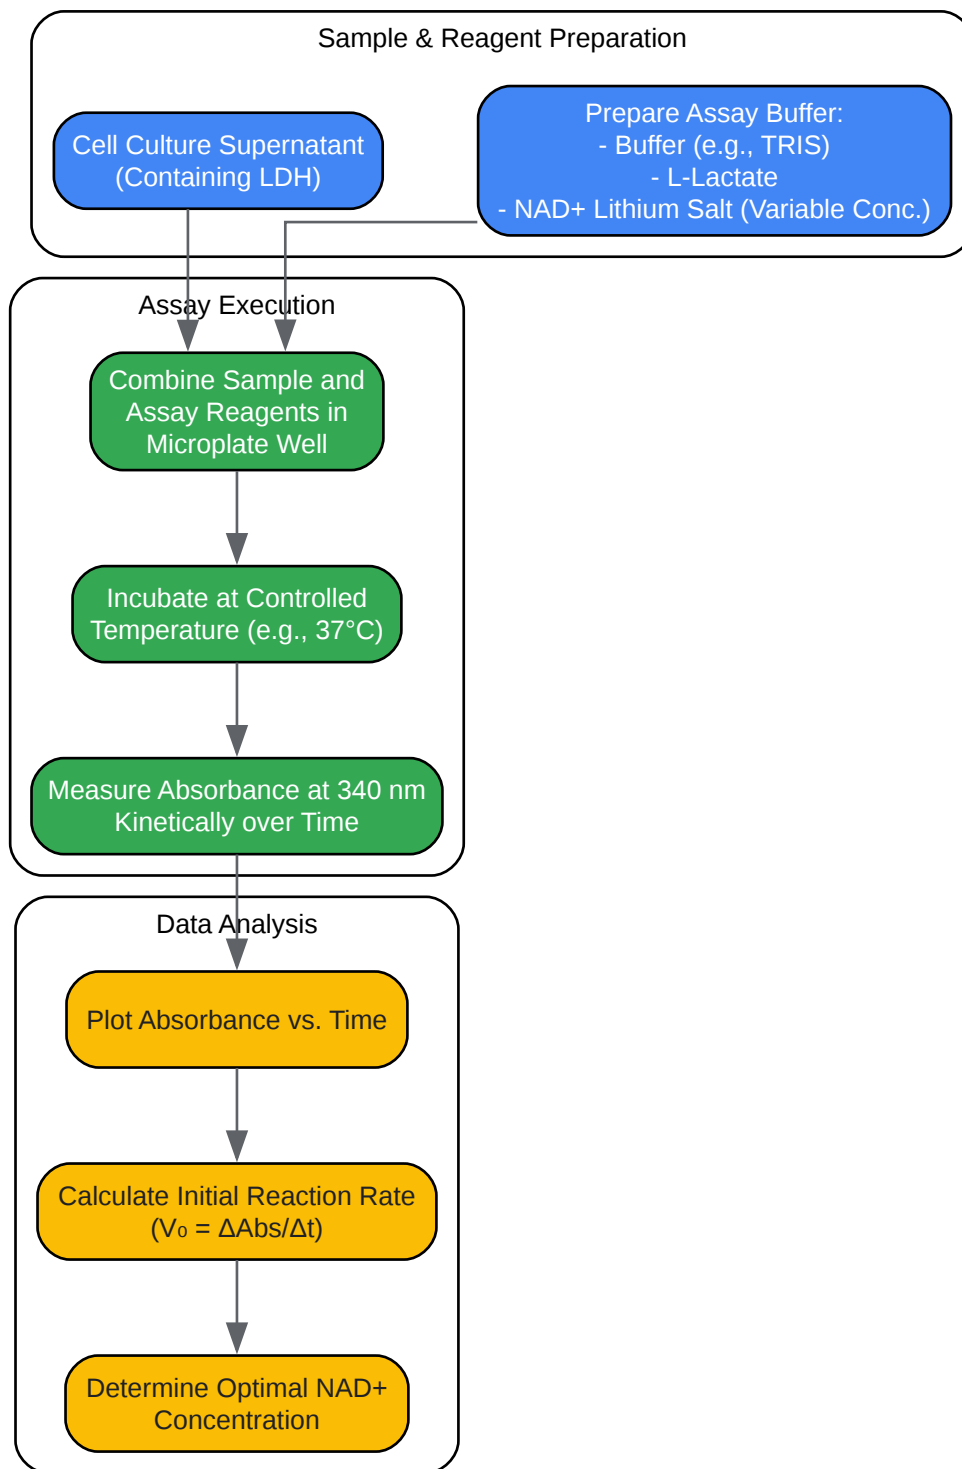 Sample & Reagent Preparation
Cell Culture Supernatant
(Containing LDH)
Prepare Assay Buffer:
- Buffer (e.g., TRIS)
- L-Lactate
- NAD+ Lithium Salt (Variable Conc.)
Assay Execution
Combine Sample and
Assay Reagents in
Microplate Well
Incubate at Controlled
Temperature (e.g., 37°C)
Measure Absorbance at 340 nm
Kinetically over Time
Data Analysis
Plot Absorbance vs. Time
Calculate Initial Reaction Rate
(V₀ = ΔAbs/Δt)
Determine Optimal NAD+
Concentration